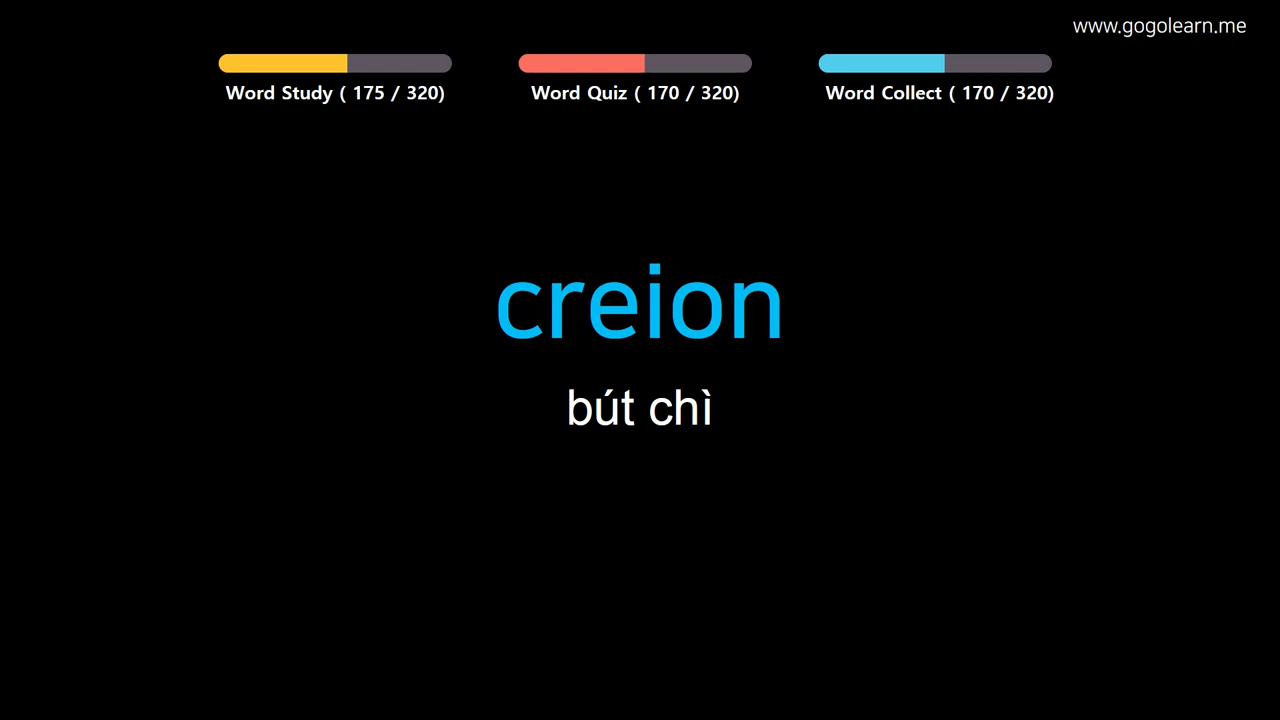 www.gogolearn.me
Word Study ( 175 / 320)
Word Quiz ( 170 / 320)
Word Collect ( 170 / 320)
creion
bút chì